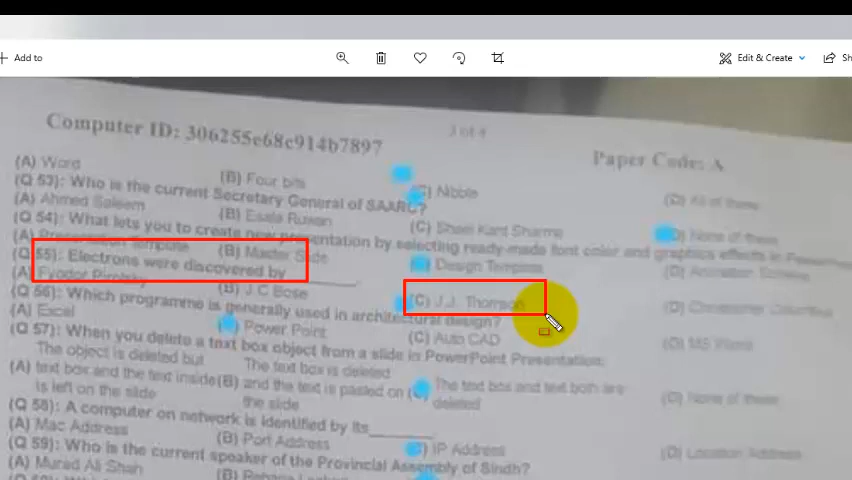 Add to
Edit & Create
Sh
Computer ID: 306255e68c914b7897
3 of 4
Paper Code: A
(A) Word
(B) Four bits
(C) Nibble
(D) All of these
(Q 53): Who is the current Secretary General of SAARC?
(A) Ahmed Saleem
(B) Esala Ruwan
(C) Sheel Kant Sharma
(D) None of them
(Q 54): What lets you to create new presentation by selecting ready-made font color and graphics effects in
(A) Presentation Template
(B) Master Slide
Design Template
(D) Animation Scheme
(Q 55): Electrons were discovered by
(A) Fyodor Pirotsky
(B) J C Bose
(C) J.J. Thomson
(D) Christopher Columbus
(Q 56): Which programme is generally used in architectural design?
(A) Excel
Power Point
(C) Auto CAD
(D) MS Word
(Q 57): When you delete a text box object from a slide in PowerPoint Presentation:
The object is deleted but
The text box is deleted
(A) text box and the text inside
(B) and the text is pasted on
The text box and text both are
(D) None of these
is left on the slide
the slide
deleted
(Q 58): A computer on network is identified by its
(A) Mac Address
(B) Port Address
IP Address
(D) Location Address
(Q 59): Who is the current speaker of the Provincial Assembly of Sindh?
(A) Murad Ali Shah
(B)